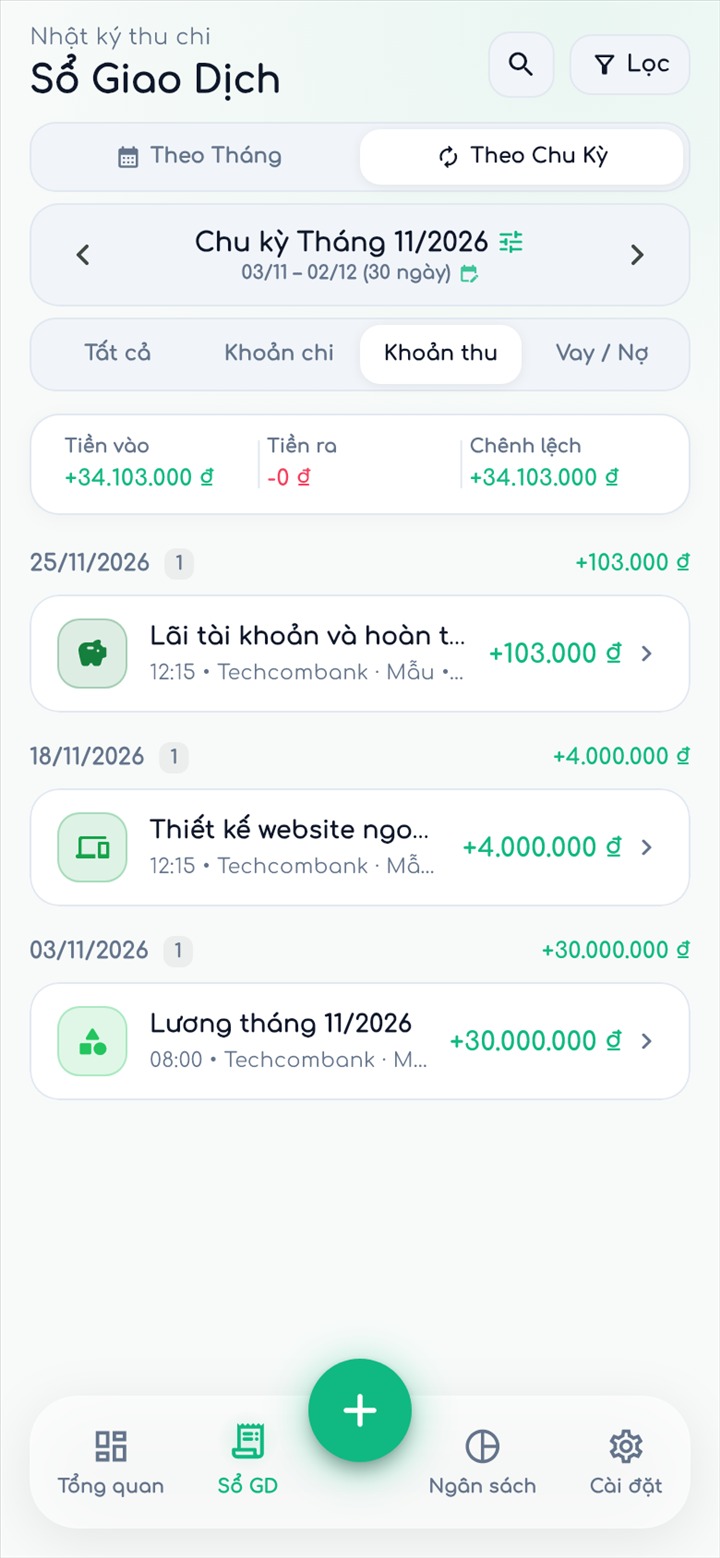 Nhật ký thu chi
Sổ Giao Dịch
Lọc
Theo Tháng
Theo Chu Kỳ
Chu kỳ Tháng 11/2026
03/11 – 02/12 (30 ngày)
Tất cả
Khoản chi
Khoản thu
Vay / Nợ
Tiền vào
Tiền ra
Chênh lệch
+34.103.000 ₫
-0 ₫
+34.103.000 ₫
25/11/2026 1 +103.000 ₫
Lãi tài khoản và hoàn t...
+103.000 ₫
12:15 • Techcombank · Mẫu •...
18/11/2026 1 +4.000.000 ₫
Thiết kế website ngo...
+4.000.000 ₫
12:15 • Techcombank · Mẫ...
03/11/2026 1 +30.000.000 ₫
Lương tháng 11/2026
+30.000.000 ₫
08:00 • Techcombank · M...
Tổng quan
Sổ GD
Ngân sách
Cài đặt